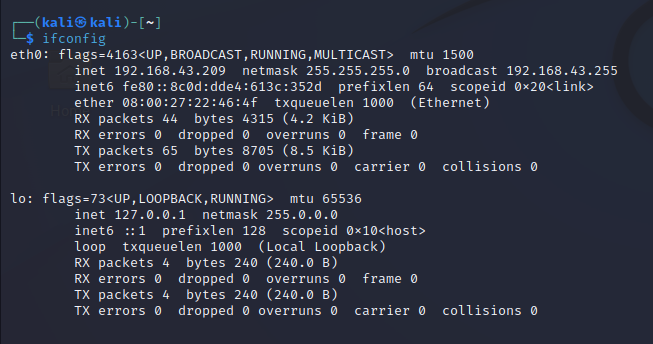 ┌──(kali㉿kali)-[~]
└─$ ifconfig
eth0: flags=4163<UP,BROADCAST,RUNNING,MULTICAST>  mtu 1500
        inet 192.168.43.209  netmask 255.255.255.0  broadcast 192.168.43.255
        inet6 fe80::8c0d:dde4:613c:352d  prefixlen 64  scopeid 0×20<link>
        ether 08:00:27:22:46:4f  txqueuelen 1000  (Ethernet)
        RX packets 44  bytes 4315 (4.2 KiB)
        RX errors 0  dropped 0  overruns 0  frame 0
        TX packets 65  bytes 8705 (8.5 KiB)
        TX errors 0  dropped 0 overruns 0  carrier 0  collisions 0

lo: flags=73<UP,LOOPBACK,RUNNING>  mtu 65536
        inet 127.0.0.1  netmask 255.0.0.0
        inet6 ::1  prefixlen 128  scopeid 0×10<host>
        loop  txqueuelen 1000  (Local Loopback)
        RX packets 4  bytes 240 (240.0 B)
        RX errors 0  dropped 0  overruns 0  frame 0
        TX packets 4  bytes 240 (240.0 B)
        TX errors 0  dropped 0 overruns 0  carrier 0  collisions 0